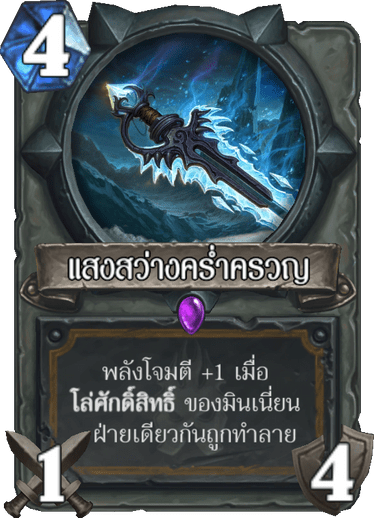 4
แสงสว่างคร่ำครวญ
พลังโจมตี +1 เมื่อ
โล่ศักดิ์สิทธิ์ ของมินเนี่ยน
ฝ่ายเดียวกันถูกทำลาย
1
4